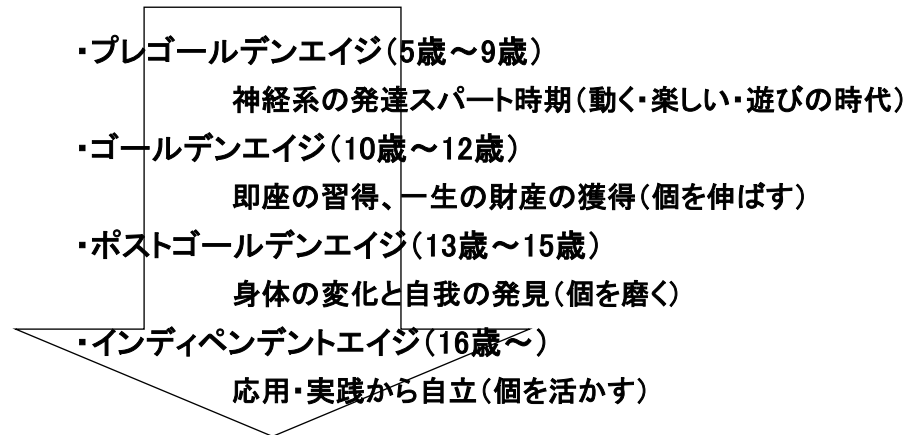 ・プレゴールデンエイジ(5歳～9歳)
神経系の発達スパート時期(動く・楽しい・遊びの時代)
・ゴールデンエイジ(10歳～12歳)
即座の習得、一生の財産の獲得(個を伸ばす)
・ポストゴールデンエイジ(13歳～15歳)
身体の変化と自我の発見(個を磨く)
・インディペンデントエイジ(16歳～)
応用・実践から自立(個を活かす)